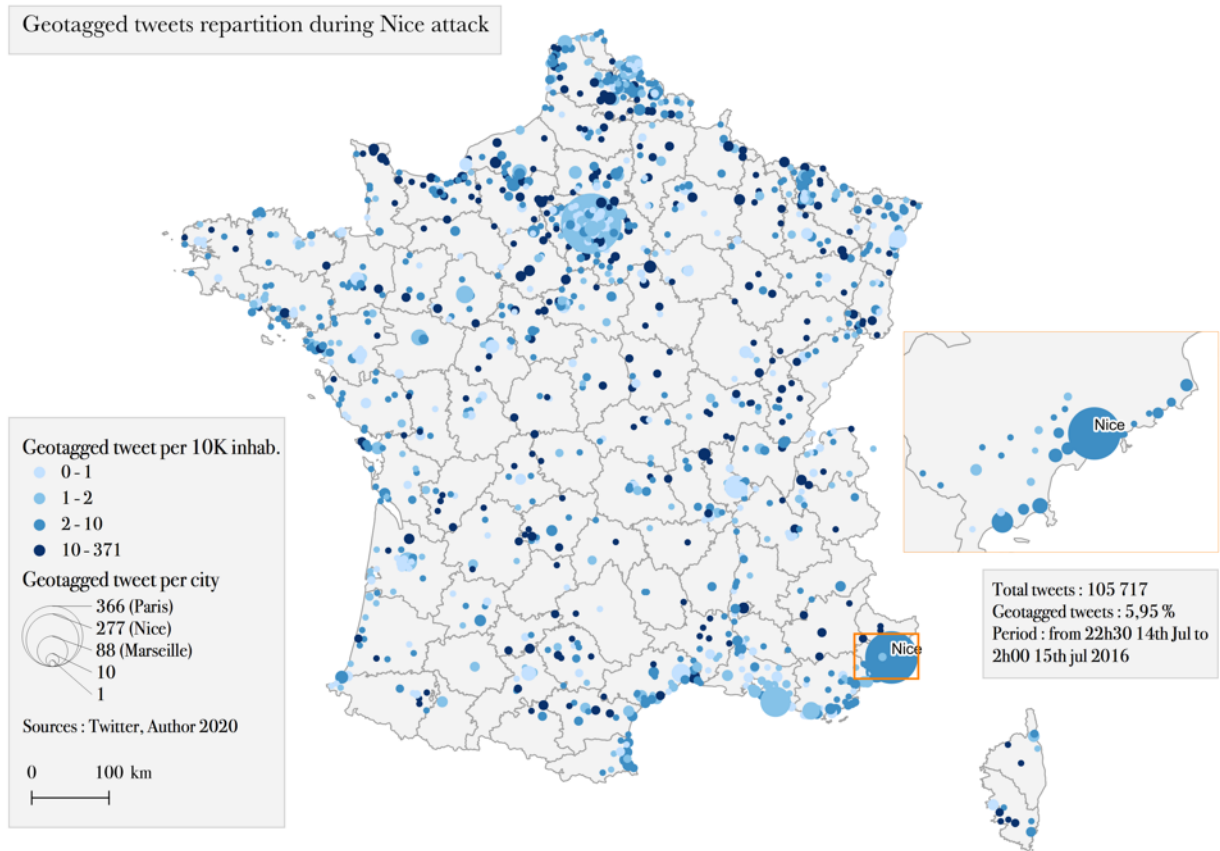 Geotagged tweets repartition during Nice attack
Nice
Geotagged tweet per 10K inhab.
0 - 1
1 - 2
2 - 10
10 - 371
Geotagged tweet per city
366 (Paris)
277 (Nice)
88 (Marseille)
10
1
Sources : Twitter, Author 2020
0 100 km
Total tweets : 105 717
Geotagged tweets : 5,95 %
Period : from 22h30 14th Jul to
2h00 15th jul 2016
Nice